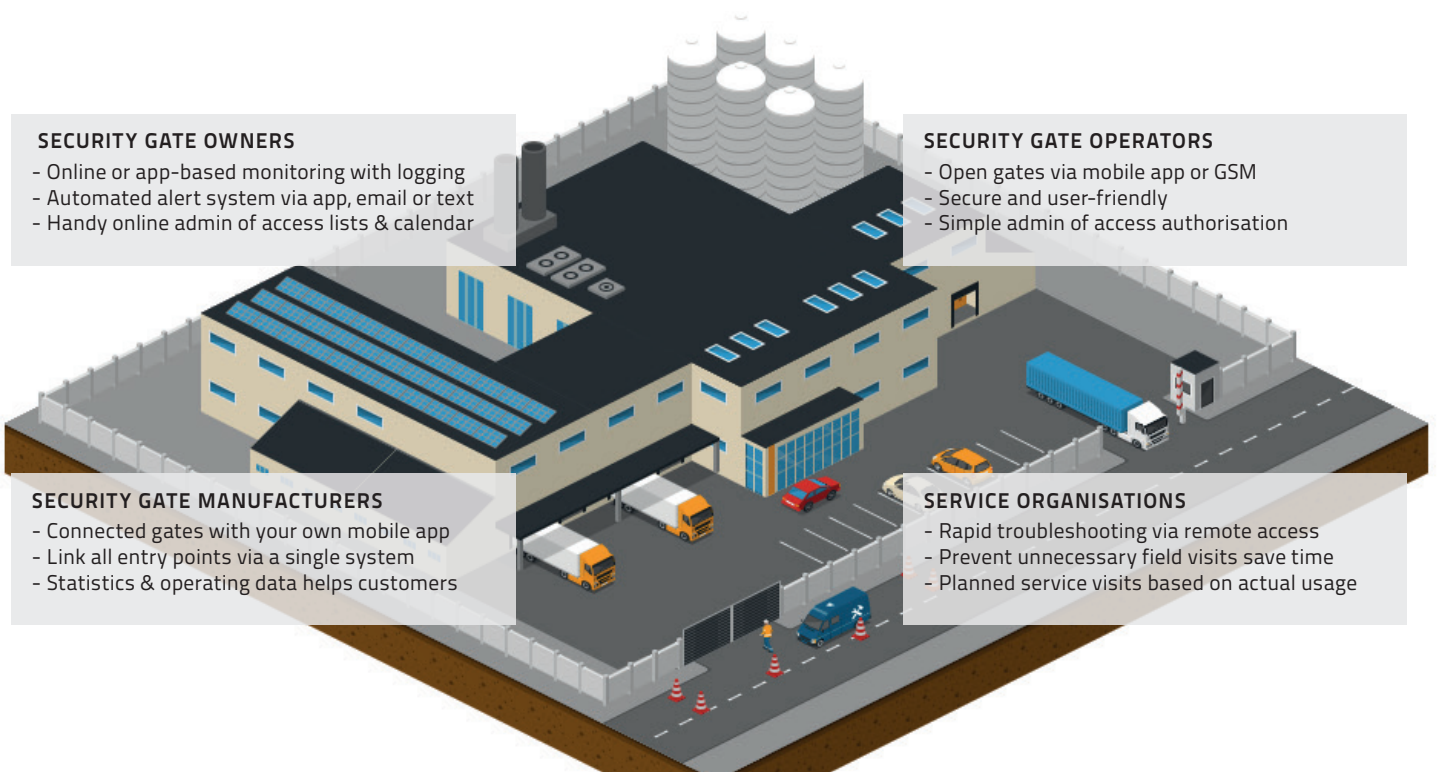 SECURITY GATE OWNERS
- Online or app-based monitoring with logging
- Automated alert system via app, email or text
- Handy online admin of access lists & calendar
SECURITY GATE OPERATORS
- Open gates via mobile app or GSM
- Secure and user-friendly
- Simple admin of access authorisation
SECURITY GATE MANUFACTURERS
- Connected gates with your own mobile app
- Link all entry points via a single system
- Statistics & operating data helps customers
SERVICE ORGANISATIONS
- Rapid troubleshooting via remote access
- Prevent unnecessary field visits save time
- Planned service visits based on actual usage